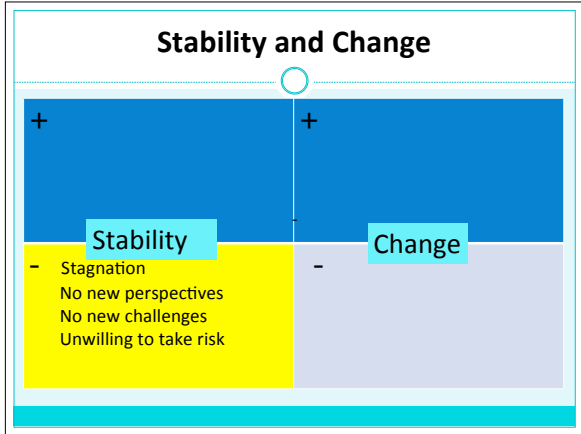 Stability and Change
+
+
-
Stability
Change
- Stagnation
-
No new perspectives
No new challenges
Unwilling to take risk